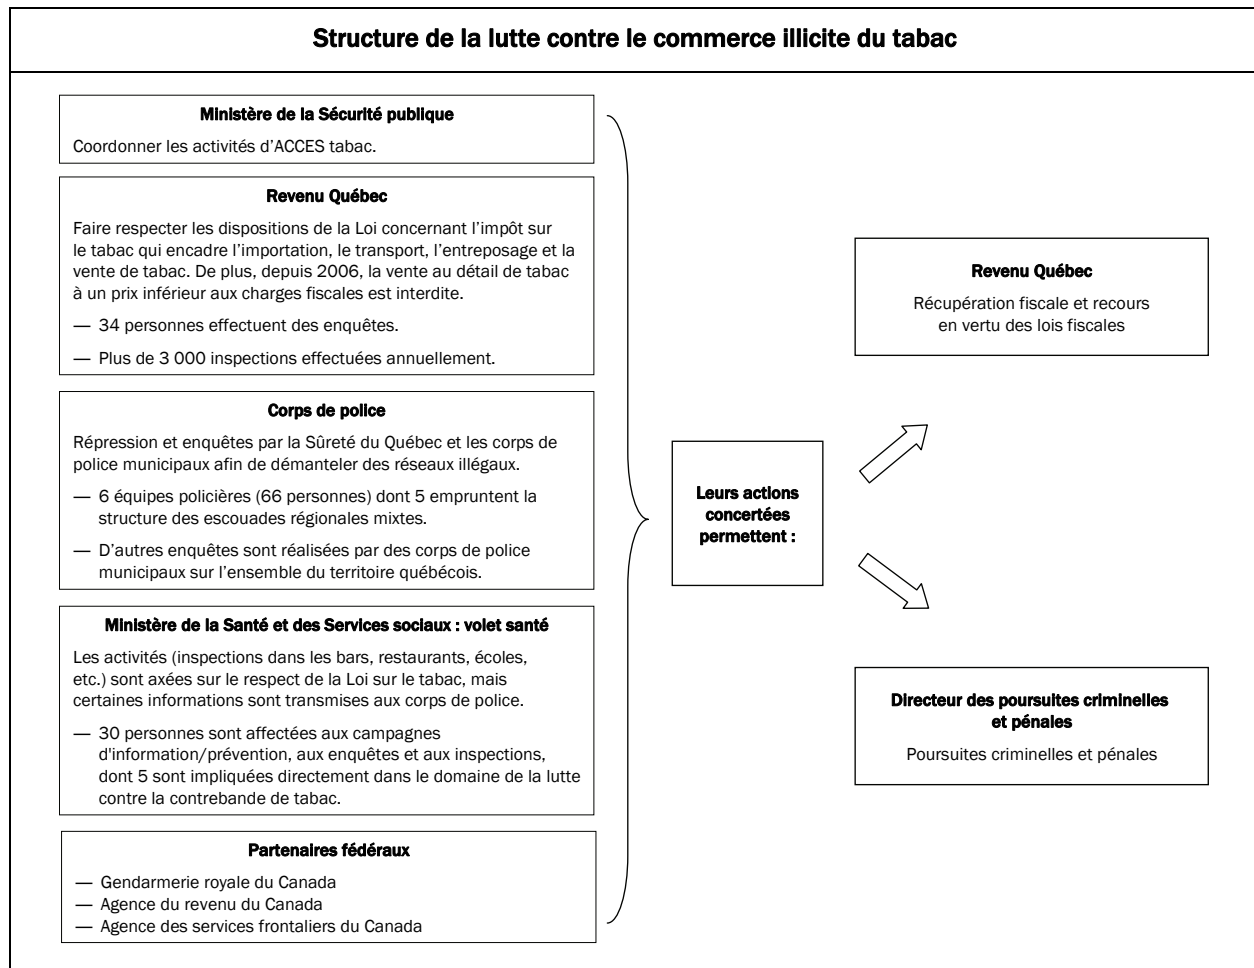 Structure de la lutte contre le commerce illicite du tabac
Ministère de la Sécurité publique
Coordonner les activités d'ACCES tabac.
Revenu Québec
Faire respecter les dispositions de la Loi concernant l'impôt sur
le tabac qui encadre l'importation, le transport, l'entreposage et la
vente de tabac. De plus, depuis 2006, la vente au détail de tabac
à un prix inférieur aux charges fiscales est interdite.
— 34 personnes effectuent des enquêtes.
— Plus de 3 000 inspections effectuées annuellement.
Corps de police
Répression et enquêtes par la Sûreté du Québec et les corps de
police municipaux afin de démanteler des réseaux illégaux.
— 6 équipes policières (66 personnes) dont 5 empruntent la
structure des escouades régionales mixtes.
— D'autres enquêtes sont réalisées par des corps de police
municipaux sur l'ensemble du territoire québécois.
Ministère de la Santé et des Services sociaux : volet santé
Les activités (inspections dans les bars, restaurants, écoles,
etc.) sont axées sur le respect de la Loi sur le tabac, mais
certaines informations sont transmises aux corps de police.
— 30 personnes sont affectées aux campagnes
d'information/prévention, aux enquêtes et aux inspections,
dont 5 sont impliquées directement dans le domaine de la lutte
contre la contrebande de tabac.
Partenaires fédéraux
— Gendarmerie royale du Canada
— Agence du revenu du Canada
— Agence des services frontaliers du Canada
Leurs actions
concertées
permettent :
Revenu Québec
Récupération fiscale et recours
en vertu des lois fiscales
Directeur des poursuites criminelles
et pénales
Poursuites criminelles et pénales